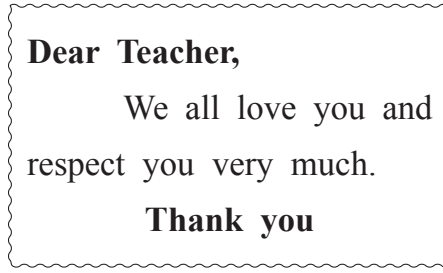 Dear Teacher,
We all love you and
respect you very much.
Thank you